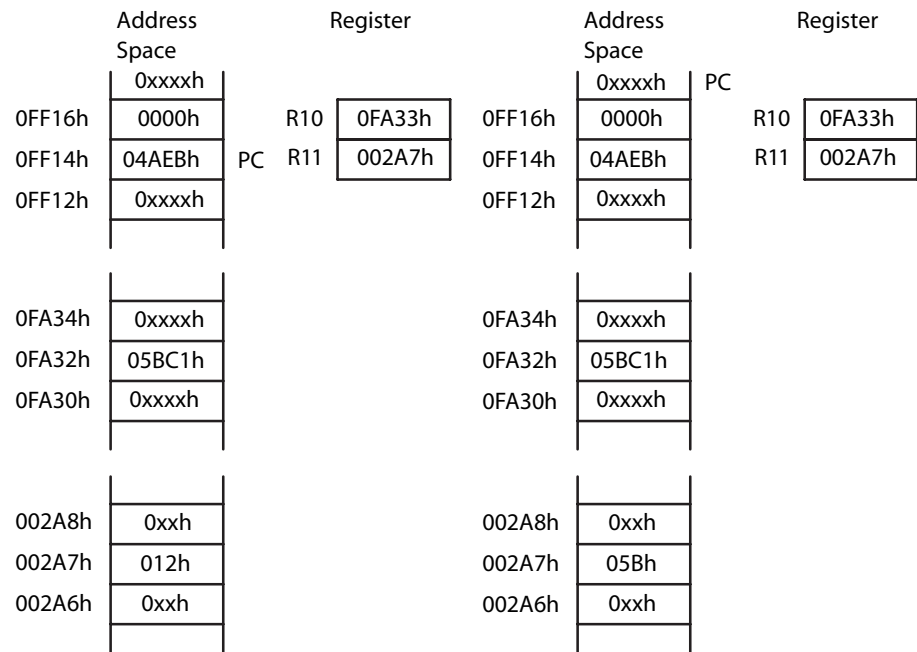 Address Register Address Register
Space Space
0xxxxh 0xxxxh PC
0FF16h 0000h R10 0FA33h 0FF16h 0000h R10 0FA33h
0FF14h 04AEBh PC R11 002A7h 0FF14h 04AEBh R11 002A7h
0FF12h 0xxxxh 0FF12h 0xxxxh
0FA34h 0xxxxh 0FA34h 0xxxxh
0FA32h 05BC1h 0FA32h 05BC1h
0FA30h 0xxxxh 0FA30h 0xxxxh
002A8h 0xxh 002A8h 0xxh
002A7h 012h 002A7h 05Bh
002A6h 0xxh 002A6h 0xxh